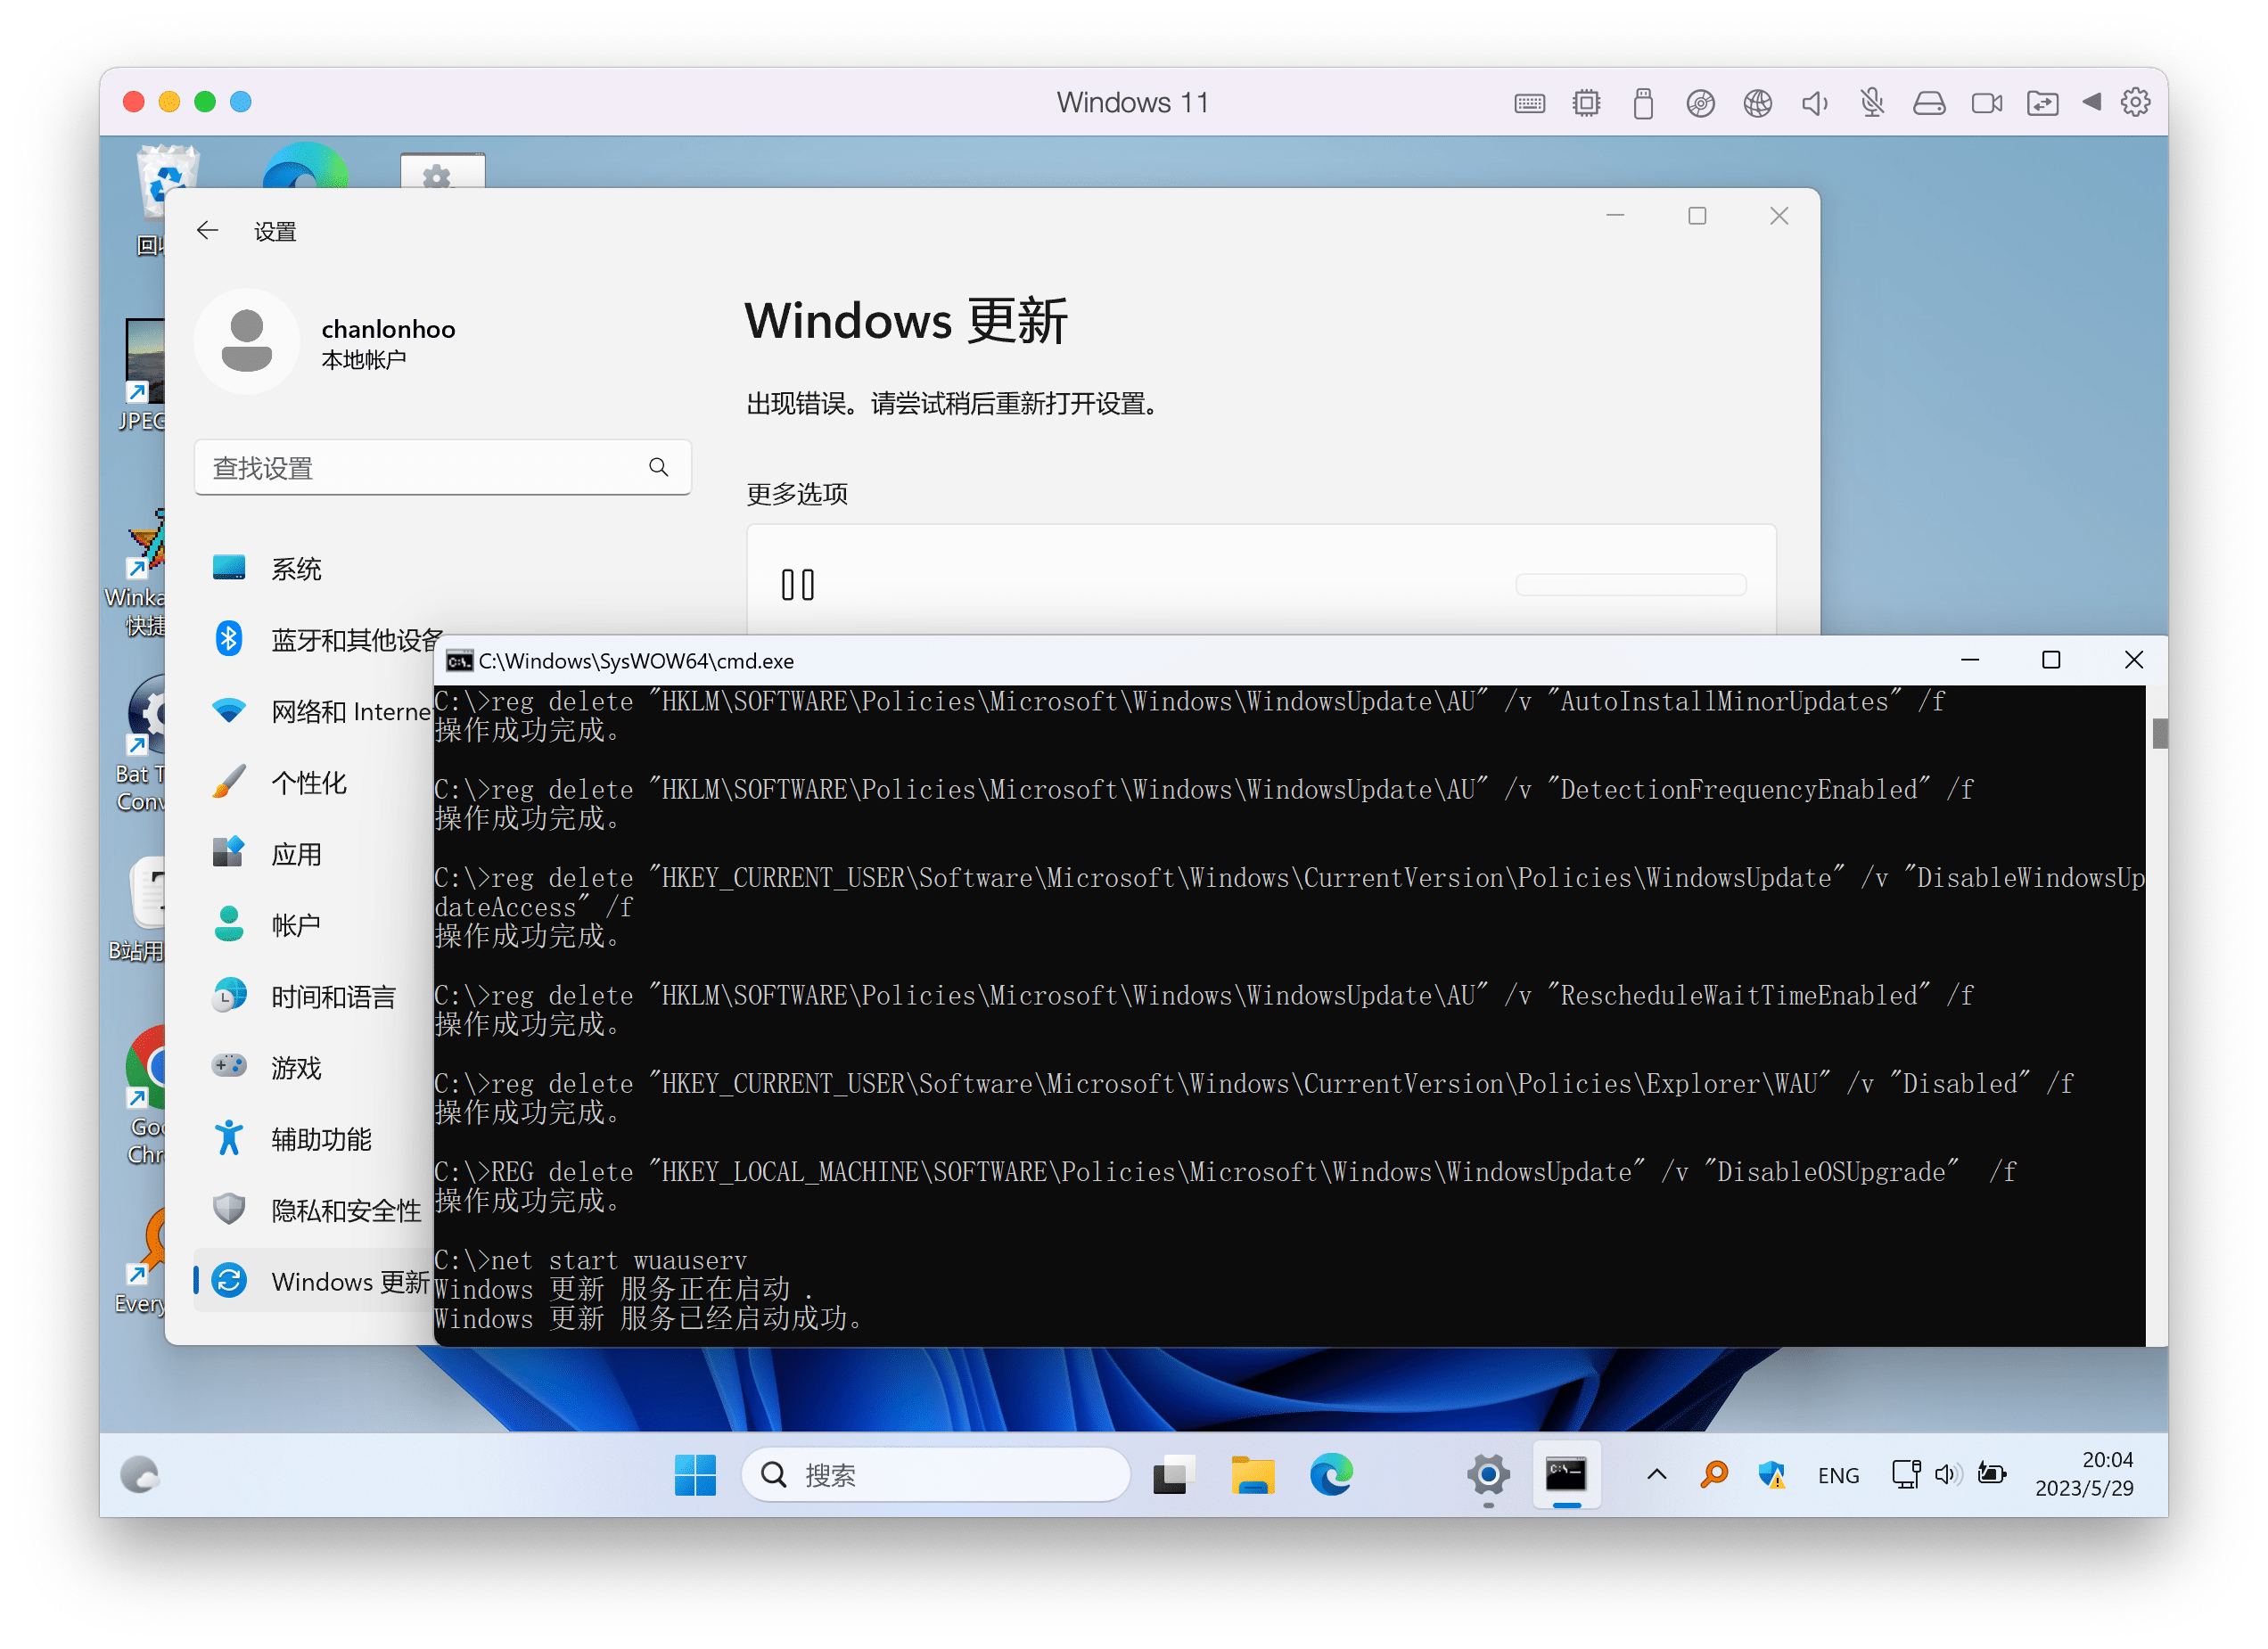 Windows 11
回收
设置
chanlonhoo
本地帐户
查找设置
系统
蓝牙和其他设备
网络和 Interne
个性化
应用
帐户
时间和语言
游戏
辅助功能
隐私和安全性
Windows 更新
Windows 更新
出现错误。请尝试稍后重新打开设置。
更多选项
JPEG
Winka
快捷
Bat T
Conv
B站用
Goo
Chr
Every
C:\Windows\SysWOW64\cmd.exe
C:\>reg delete "HKLM\SOFTWARE\Policies\Microsoft\Windows\WindowsUpdate\AU" /v "AutoInstallMinorUpdates" /f
操作成功完成。
C:\>reg delete "HKLM\SOFTWARE\Policies\Microsoft\Windows\WindowsUpdate\AU" /v "DetectionFrequencyEnabled" /f
操作成功完成。
C:\>reg delete "HKEY_CURRENT_USER\Software\Microsoft\Windows\CurrentVersion\Policies\WindowsUpdate" /v "DisableWindowsUp
dateAccess" /f
操作成功完成。
C:\>reg delete "HKLM\SOFTWARE\Policies\Microsoft\Windows\WindowsUpdate\AU" /v "RescheduleWaitTimeEnabled" /f
操作成功完成。
C:\>reg delete "HKEY_CURRENT_USER\Software\Microsoft\Windows\CurrentVersion\Policies\Explorer\WAU" /v "Disabled" /f
操作成功完成。
C:\>REG delete "HKEY_LOCAL_MACHINE\SOFTWARE\Policies\Microsoft\Windows\WindowsUpdate" /v "DisableOSUpgrade"  /f
操作成功完成。
C:\>net start wuauserv
Windows 更新 服务正在启动 .
Windows 更新 服务已经启动成功。
搜索
ENG
20:04
2023/5/29